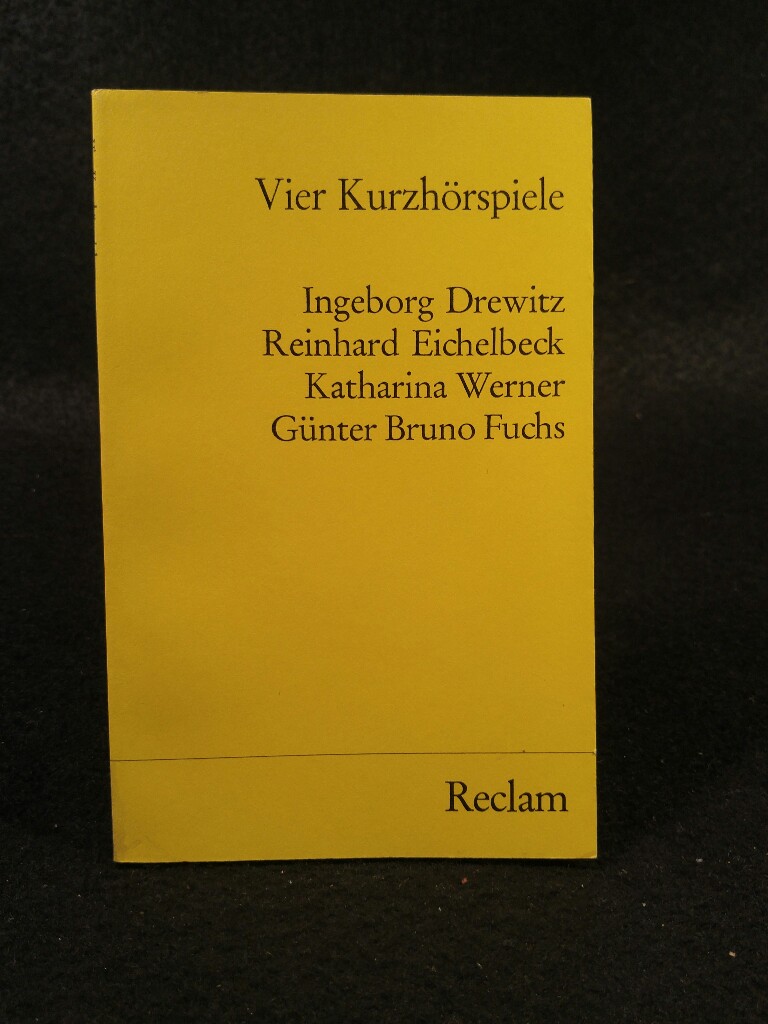 Vier Kurzhörspiele
Ingeborg Drewitz
Reinhard Eichelbeck
Katharina Werner
Günter Bruno Fuchs
Reclam